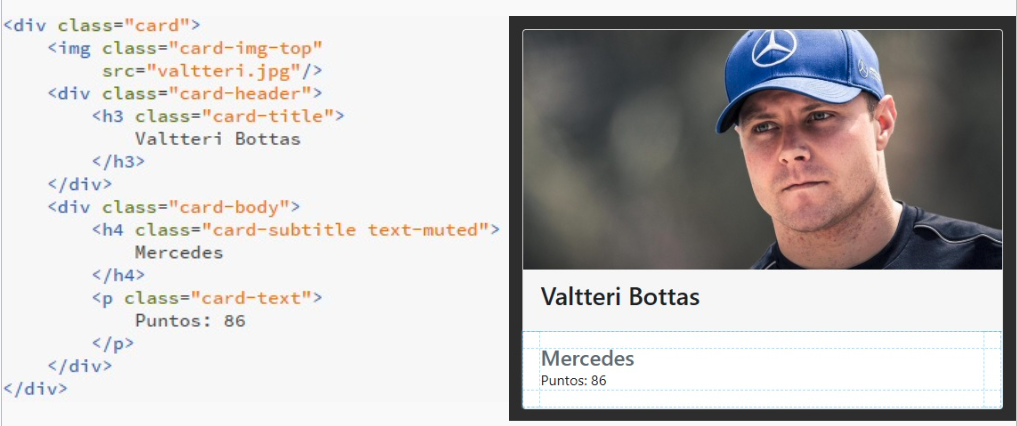 <div class="card">
    <img class="card-img-top"
         src="valtteri.jpg"/>
    <div class="card-header">
        <h3 class="card-title">
            Valtteri Bottas
        </h3>
    </div>
    <div class="card-body">
        <h4 class="card-subtitle text-muted">
            Mercedes
        </h4>
        <p class="card-text">
            Puntos: 86
        </p>
    </div>
</div>
Valtteri Bottas
Mercedes
Puntos: 86